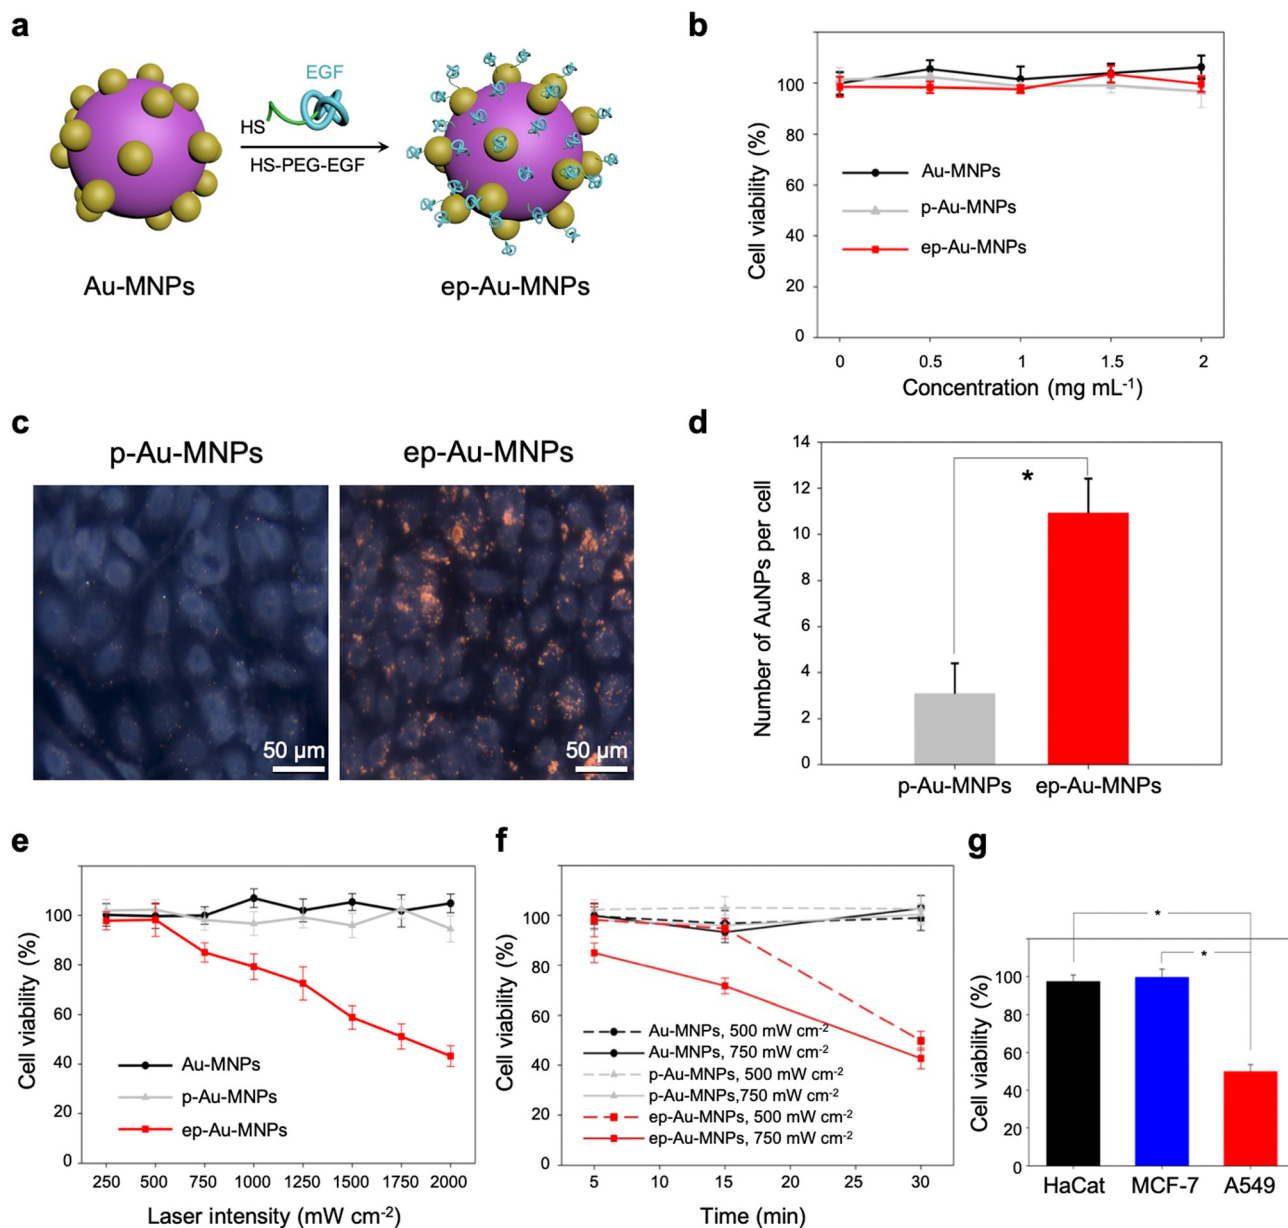 a
EGF
HS
HS-PEG-EGF
Au-MNPs
ep-Au-MNPs
b
Cell viability (%)
100
80
60
40
20
0
Au-MNPs
p-Au-MNPs
ep-Au-MNPs
0 0.5 1 1.5 2
Concentration (mg mL-1)
c
p-Au-MNPs
ep-Au-MNPs
50 µm
50 µm
d
Number of AuNPs per cell
14
12
10
8
6
4
2
0
*
p-Au-MNPs ep-Au-MNPs
e
Cell viability (%)
100
80
60
40
20
0
Au-MNPs
p-Au-MNPs
ep-Au-MNPs
250 500 750 1000 1250 1500 1750 2000
Laser intensity (mW cm-2)
f
Cell viability (%)
100
80
60
40
20
0
Au-MNPs, 500 mW cm-2
Au-MNPs, 750 mW cm-2
p-Au-MNPs, 500 mW cm-2
p-Au-MNPs,750 mW cm-2
ep-Au-MNPs, 500 mW cm-2
ep-Au-MNPs, 750 mW cm-2
5 10 15 20 25 30
Time (min)
g
*
*
Cell viability (%)
100
80
60
40
20
0
HaCat MCF-7 A549